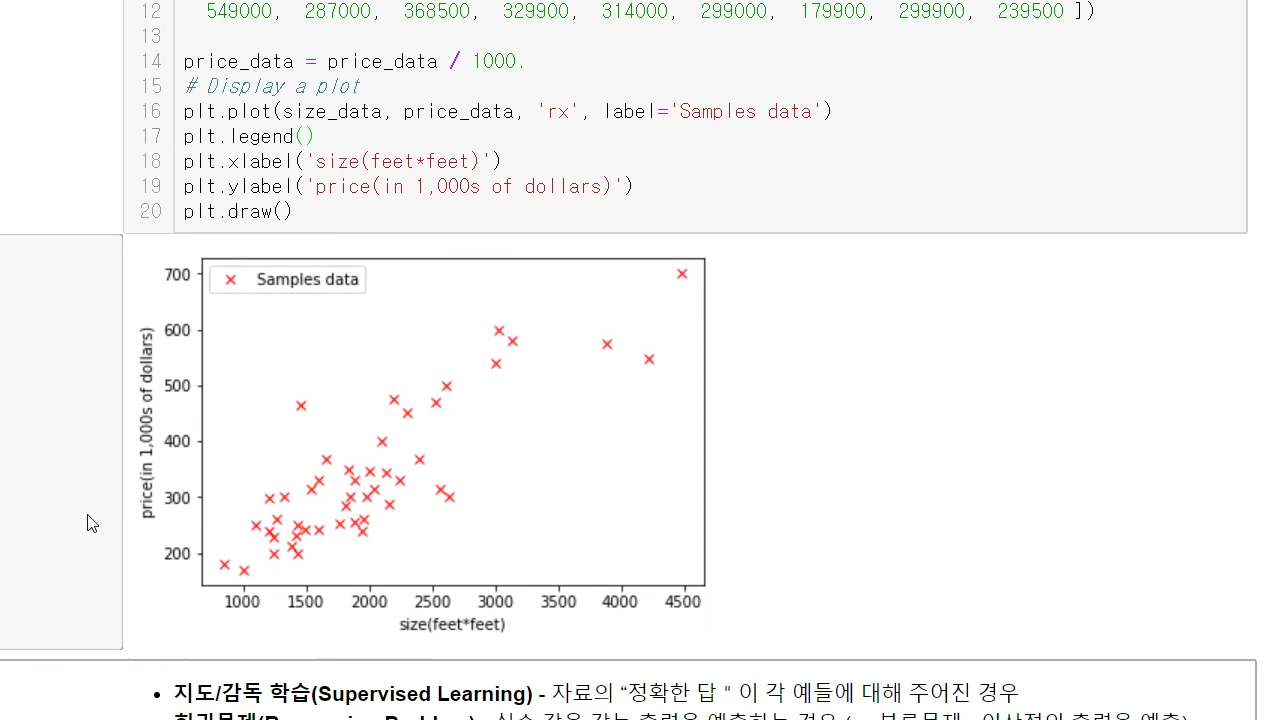 12 549000, 287000, 368500, 329900, 314000, 299000, 179900, 299900, 239500 ])
13
14 price_data = price_data / 1000.
15 # Display a plot
16 plt.plot(size_data, price_data, 'rx', label='Samples data')
17 plt.legend()
18 plt.xlabel('size(feet*feet)')
19 plt.ylabel('price(in 1,000s of dollars)')
20 plt.draw()
Samples data
700
600
500
400
300
200
price(in 1,000s of dollars)
1000 1500 2000 2500 3000 3500 4000 4500
size(feet*feet)
• 지도/감독 학습(Supervised Learning) - 자료의 “정확한 답 " 이 각 예들에 대해 주어진 경우